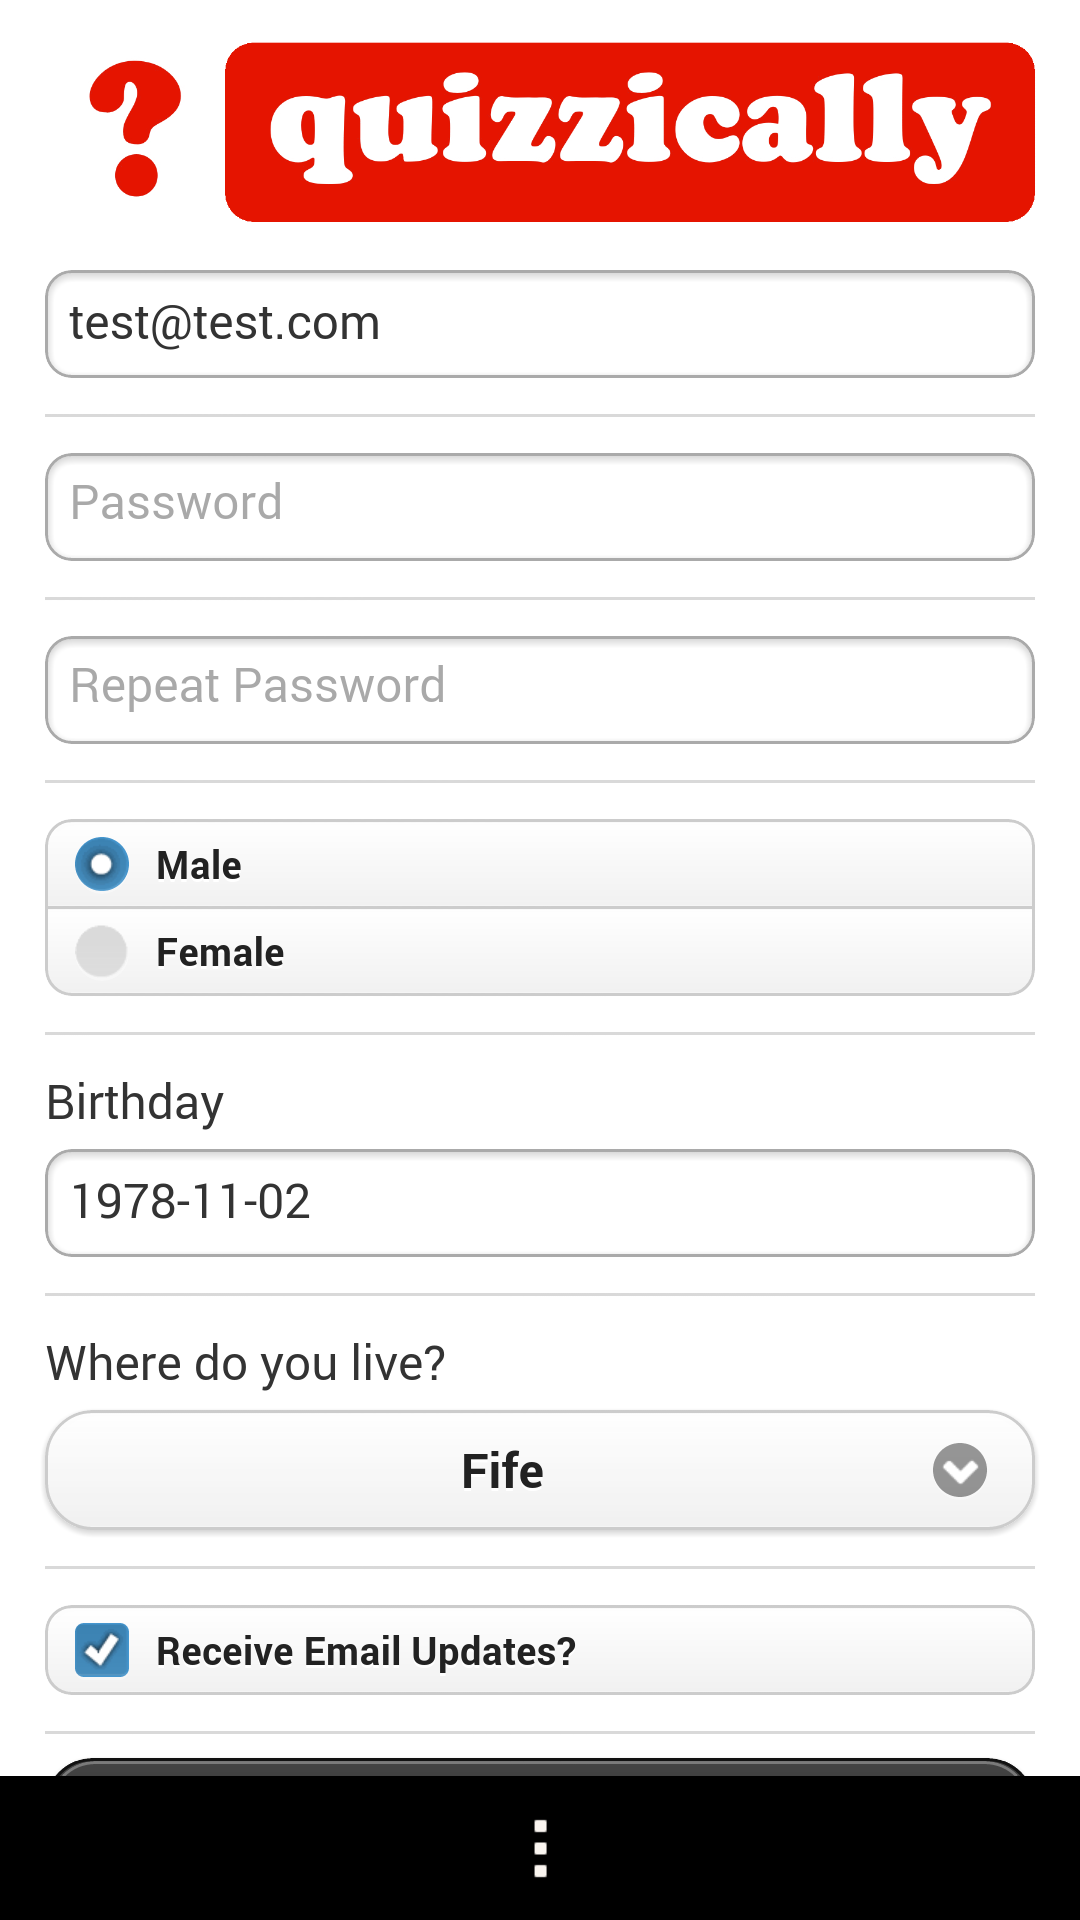 ? quizzically
test@test.com
Password
Repeat Password
Male
Female
Birthday
1978-11-02
Where do you live?
Fife
Receive Email Updates?